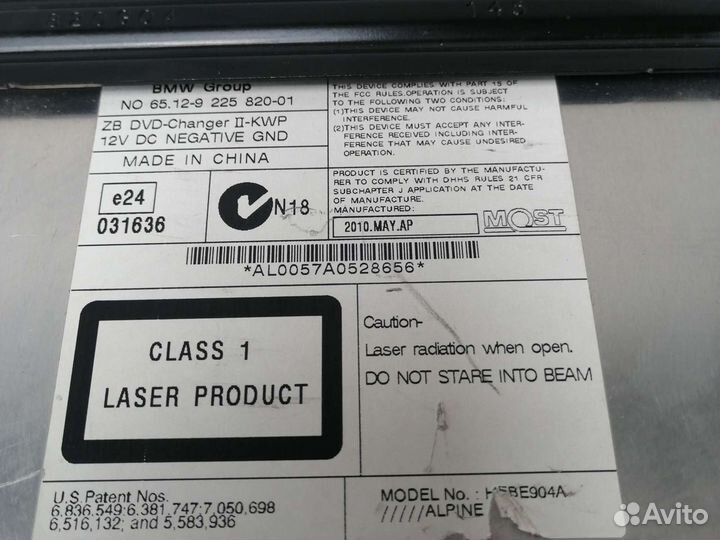 BMW Group
NO 65.12-9 225 820-01
ZB DVD-Changer II-KWP
12V DC NEGATIVE GND
MADE IN CHINA
THIS DEVICE COMPLIES WITH PART 15 OF
THE FCC RULES.OPERATION IS SUBJECT
TO THE FOLLOWING TWO CONDITIONS:
(1)THIS DEVICE MAY NOT CAUSE HARMFUL
INTERFERENCE.
(2)THIS DEVICE MUST ACCEPT ANY INTER-
FERENCE RECEIVED INCLUDING INTER-
FERENCE THAT MAY CAUSE UNDESIRED
OPERATION.
e24
031636
N18
PRODUCT IS CERTIFIED BY THE MANUFACTU-
RER TO COMPLY WITH DHHS RULES 21 CFR
SUBCHAPTER J APPLICATION AT THE DATE
OF MANUFACTURE.
MANUFACTURED:
2010.MAY.AP
MOST
*AL0057A0528656*
CLASS 1
LASER PRODUCT
Caution-
Laser radiation when open.
DO NOT STARE INTO BEAM
U.S. Patent Nos.
6,836,549; 6,381,747; 7,050,698
6,516,132; and 5,583,936
MODEL No.: BE904A
/////ALPINE
Avito